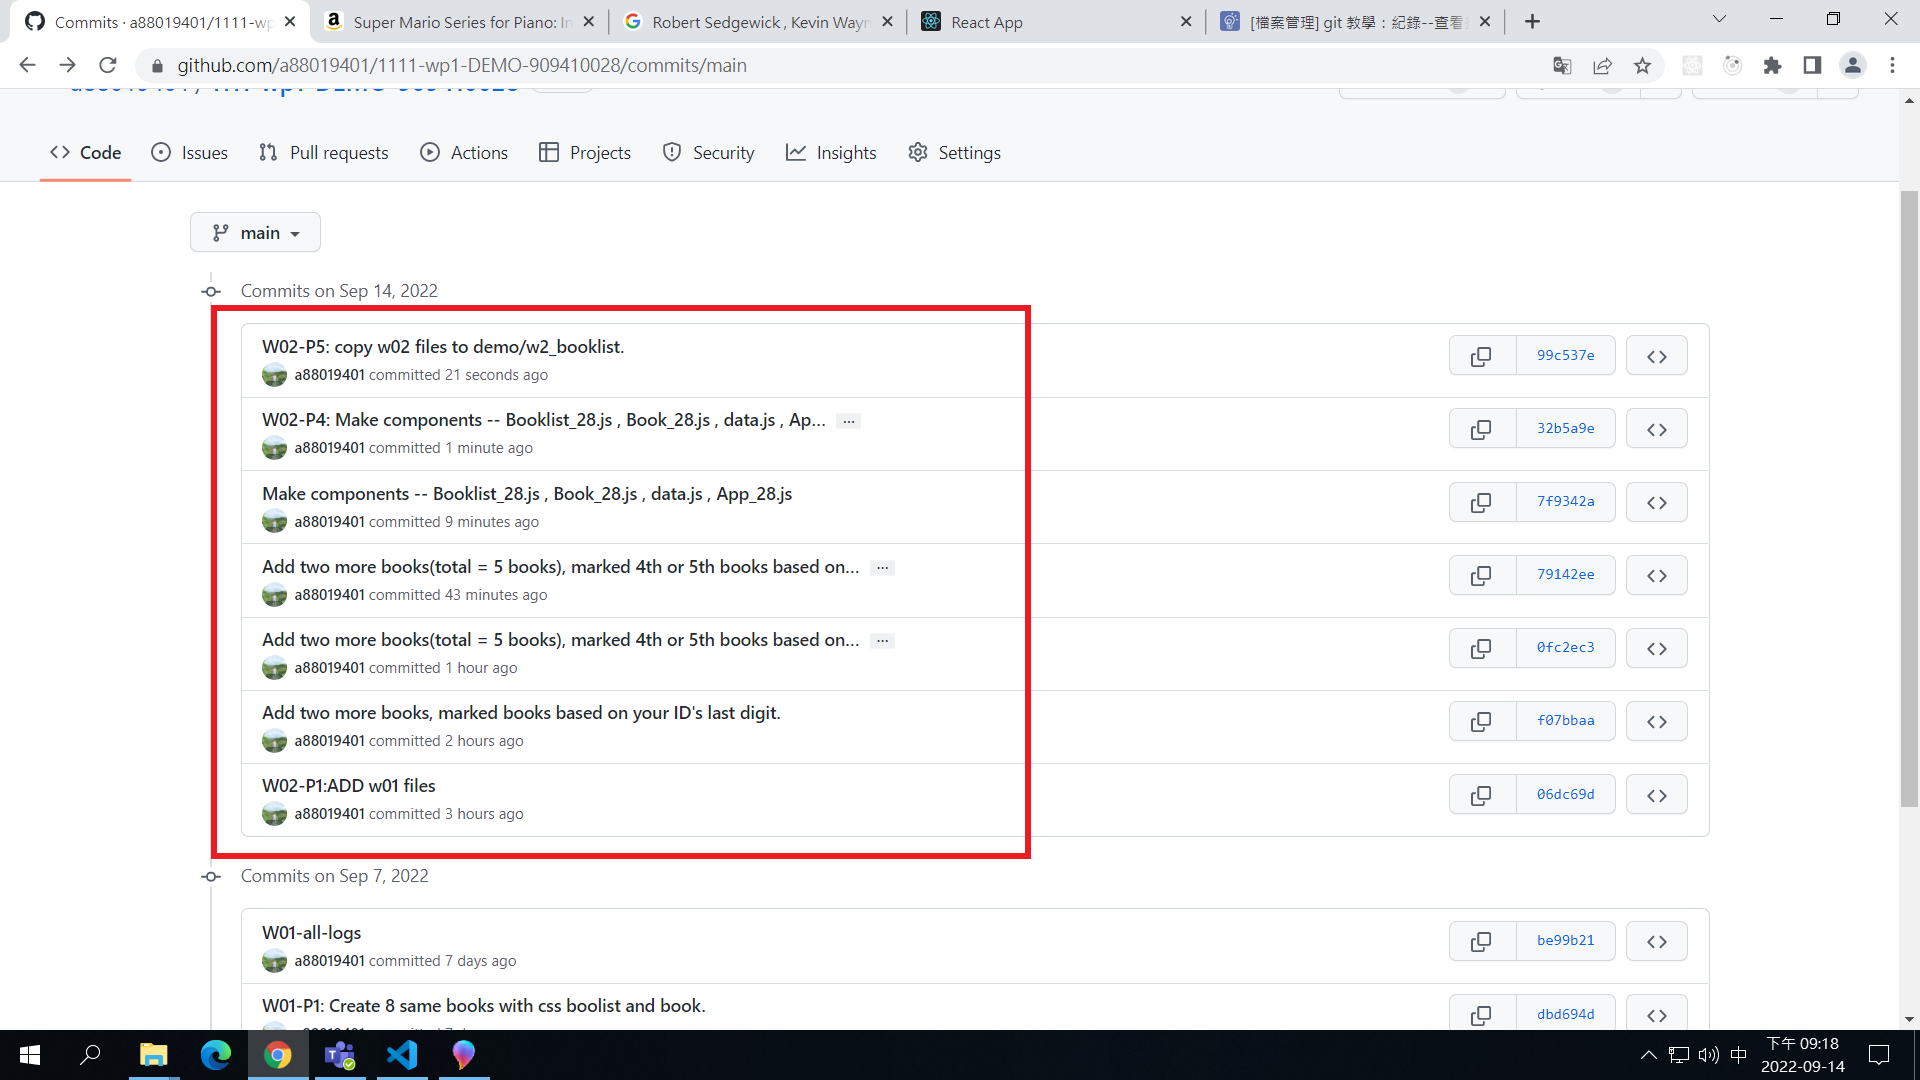 Commits · a88019401/1111-wp
Super Mario Series for Piano: In
Robert Sedgewick , Kevin Wayn
React App
[檔案管理] git 教學：紀錄--查看
github.com/a88019401/1111-wp1-DEMO-909410028/commits/main
Code
Issues
Pull requests
Actions
Projects
Security
Insights
Settings
main
Commits on Sep 14, 2022
W02-P5: copy w02 files to demo/w2_booklist.
a88019401 committed 21 seconds ago
99c537e
W02-P4: Make components -- Booklist_28.js , Book_28.js , data.js , Ap... ...
a88019401 committed 1 minute ago
32b5a9e
Make components -- Booklist_28.js , Book_28.js , data.js , App_28.js
a88019401 committed 9 minutes ago
7f9342a
Add two more books(total = 5 books), marked 4th or 5th books based on... ...
a88019401 committed 43 minutes ago
79142ee
Add two more books(total = 5 books), marked 4th or 5th books based on... ...
a88019401 committed 1 hour ago
0fc2ec3
Add two more books, marked books based on your ID's last digit.
a88019401 committed 2 hours ago
f07bbaa
W02-P1:ADD w01 files
a88019401 committed 3 hours ago
06dc69d
Commits on Sep 7, 2022
W01-all-logs
a88019401 committed 7 days ago
be99b21
W01-P1: Create 8 same books with css boolist and book.
dbd694d
中
下午 09:18
2022-09-14